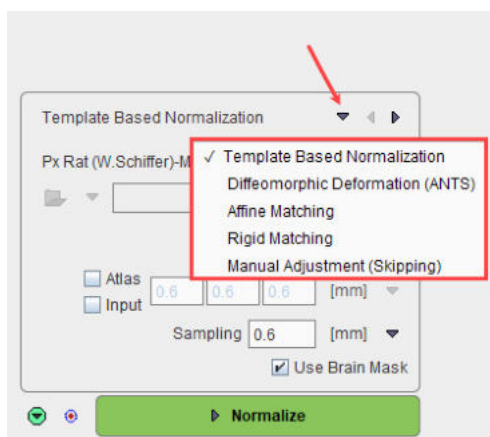 Template Based Normalization
Px Rat (W.Schiffer)-M
✓ Template Based Normalization
Diffeomorphic Deformation (ANTS)
Affine Matching
Rigid Matching
Manual Adjustment (Skipping)
Atlas
Input
0.6 0.6 0.6 [mm]
Sampling 0.6 [mm]
Use Brain Mask
Normalize